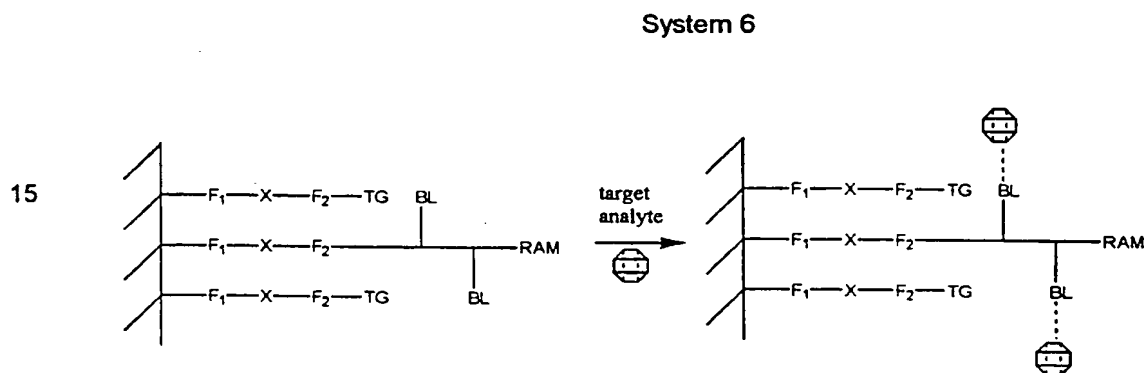 System 6
15
F₁—X—F₂—TG
BL
F₁—X—F₂
RAM
BL
F₁—X—F₂—TG
target
analyte
F₁—X—F₂—TG
BL
F₁—X—F₂
RAM
BL
F₁—X—F₂—TG